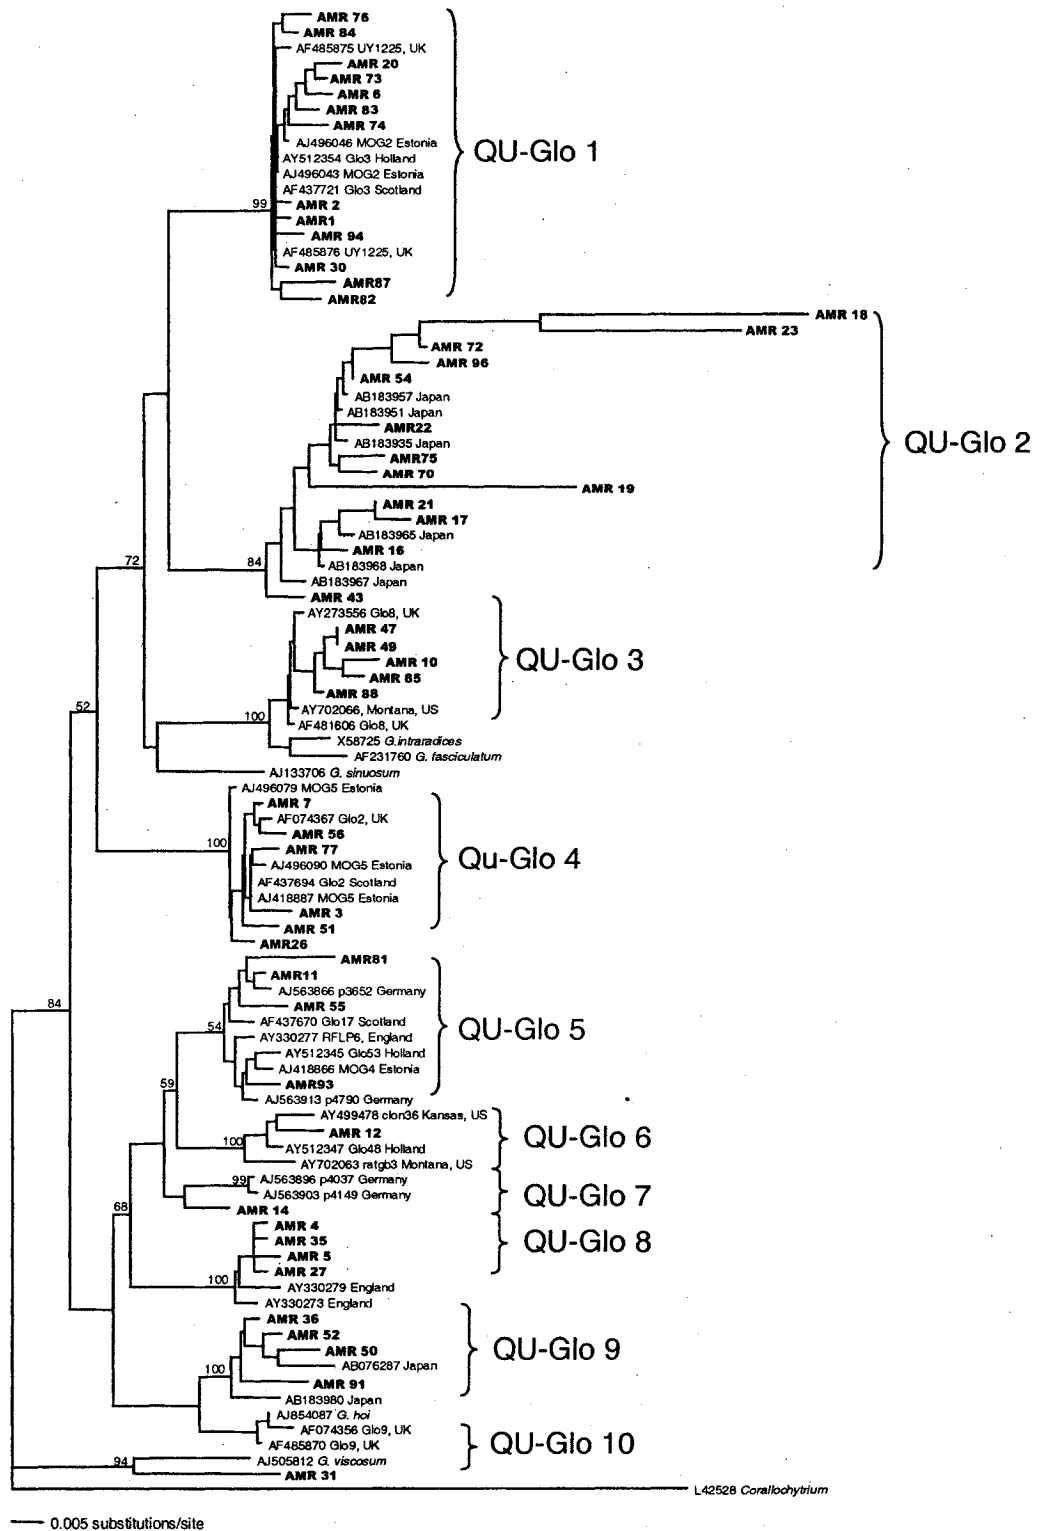 AMR 76
AMR 84
AF485875 UY1225, UK
AMR 20
AMR 73
AMR 6
AMR 83
AMR 74
AJ496046 MOG2 Estonia
QU-Glo 1
AY512354 Glo3 Holland
AJ496043 MOG2 Estonia
AF437721 Glo3 Scotland
99
AMR 2
AMR1
AMR 94
AF485876 UY1225, UK
AMR 30
AMR87
AMR82
AMR 18
AMR 23
AMR 72
AMR 96
AMR 54
AB183957 Japan
AB183951 Japan
AMR22
AB183935 Japan
QU-Glo 2
AMR75
AMR 70
AMR 19
AMR 21
AMR 17
AB183965 Japan
AMR 16
72
84
AB183968 Japan
AB183967 Japan
AMR 43
AY273556 Glo8, UK
AMR 47
AMR 49
AMR 10
QU-Glo 3
AMR 85
AMR 88
52
AY702066, Montana, US
100
AF481606 Glo8, UK
X58725 G.intraradices
AF231760 G. fasciculatum
AJ133706 G. sinuosum
AJ496079 MOG5 Estonia
AMR 7
AF074367 Glo2, UK
AMR 56
100
AMR 77
AJ496090 MOG5 Estonia
Qu-Glo 4
AF437694 Glo2 Scotland
AJ418887 MOG5 Estonia
AMR 3
AMR 51
AMR26
AMR81
AMR11
AJ563866 p3652 Germany
84
AMR 55
AF437670 Glo17 Scotland
54
QU-Glo 5
AY330277 RFLP6, England
AY512345 Glo53 Holland
AJ418866 MOG4 Estonia
59
AMR93
AJ563913 p4790 Germany
AY499478 clon36 Kansas, US
AMR 12
QU-Glo 6
100
AY512347 Glo48 Holland
AY702063 ratgb3 Montana, US
99
AJ563896 p4037 Germany
AJ563903 p4149 Germany
QU-Glo 7
68
AMR 14
AMR 4
AMR 35
QU-Glo 8
AMR 5
AMR 27
100
AY330279 England
AY330273 England
AMR 36
AMR 52
AMR 50
QU-Glo 9
AB076287 Japan
100
AMR 91
AB183980 Japan
AJ854087 G. hoi
AF074356 Glo9, UK
AF485870 Glo9, UK
QU-Glo 10
94
AJ505812 G. viscosum
AMR 31
L42528 Corallochytrium
0.005 substitutions/site